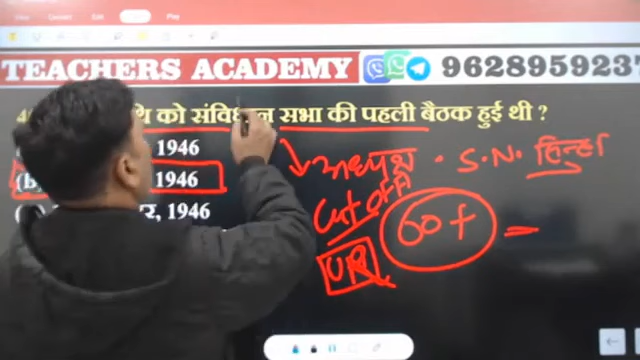 TEACHERS ACADEMY 962895923
को संविधान सभा की पहली बैठक हुई थी ?
1946
(B) 1946
, 1946
अध्यक्ष • S.N. सिन्हा
Cut off
UR
60+ =